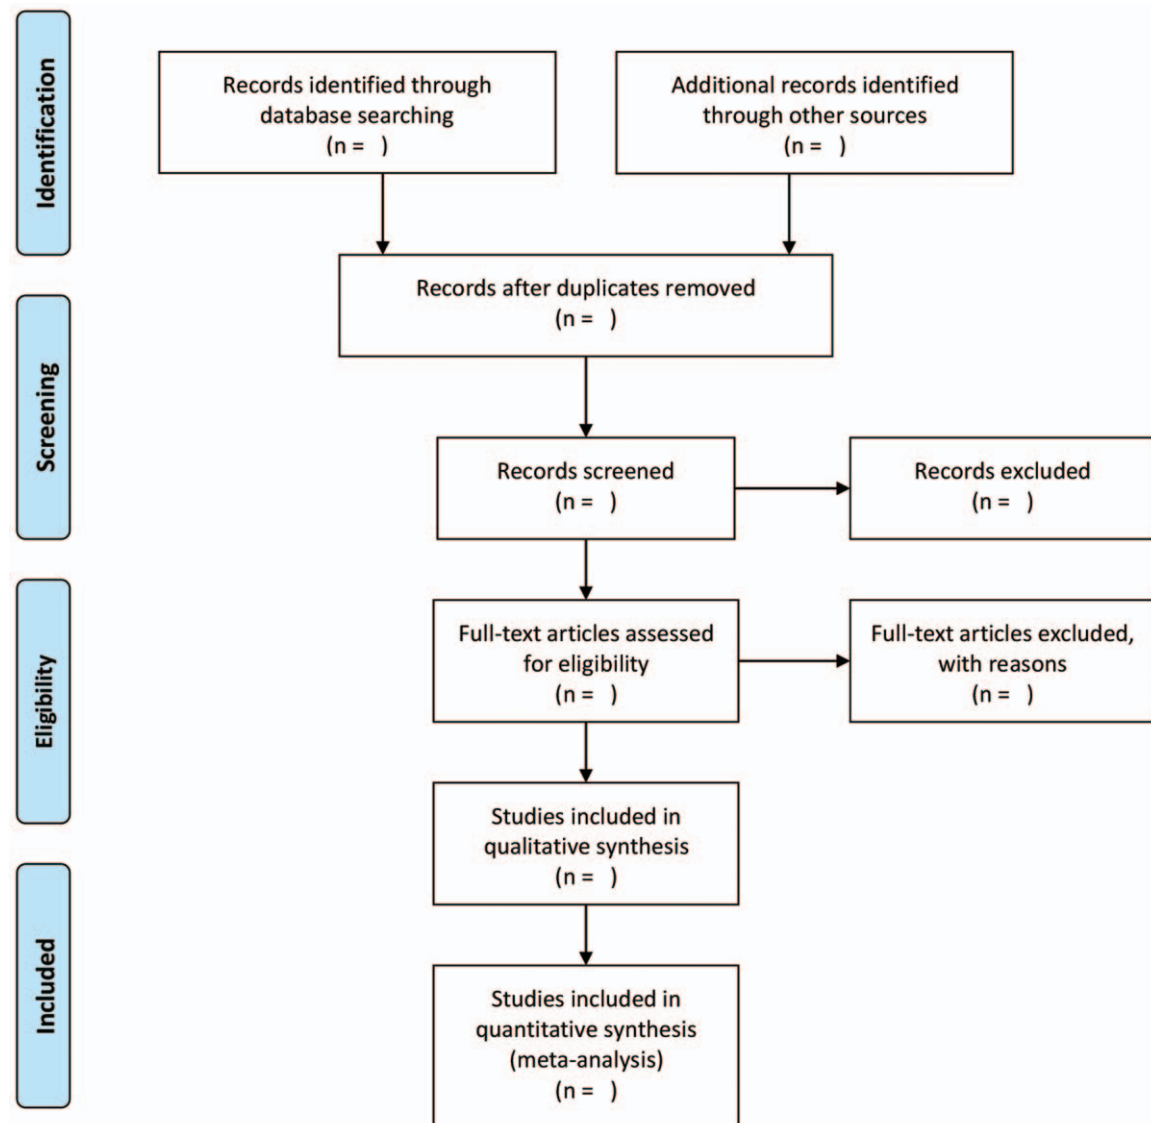 Identification
Records identified through
database searching
(n =   )
Additional records identified
through other sources
(n =   )
Records after duplicates removed
(n =   )
Screening
Records screened
(n =   )
Records excluded
(n =   )
Eligibility
Full-text articles assessed
for eligibility
(n =   )
Full-text articles excluded,
with reasons
(n =   )
Studies included in
qualitative synthesis
(n =   )
Included
Studies included in
quantitative synthesis
(meta-analysis)
(n =   )